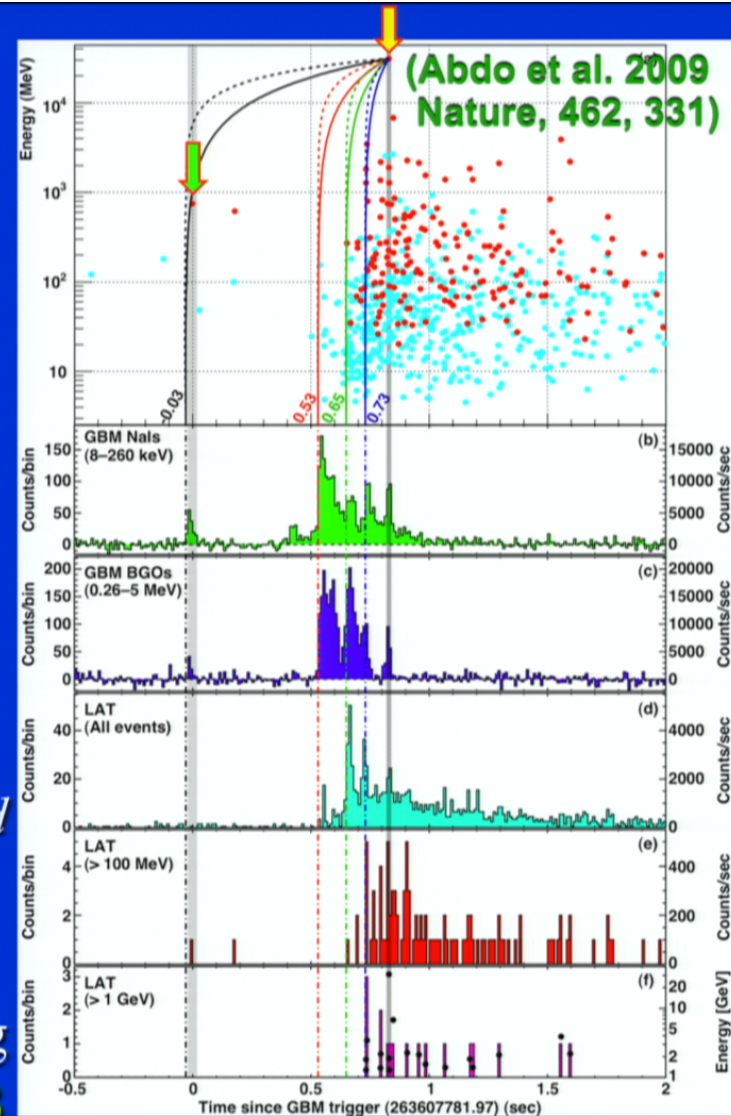 (Abdo et al. 2009
Nature, 462, 331)
Energy (MeV)
10⁴
10³
10²
10
-0.03
0.53
0.65
0.73
GBM NaIs
(8–260 keV)
(b)
Counts/bin
150
100
50
0
15000
10000
5000
0
Counts/sec
GBM BGOs
(0.26–5 MeV)
(c)
Counts/bin
200
150
100
50
0
20000
15000
10000
5000
0
Counts/sec
LAT
(All events)
(d)
Counts/bin
40
20
0
4000
2000
0
Counts/sec
LAT
(> 100 MeV)
(e)
Counts/bin
4
2
0
400
200
0
Counts/sec
LAT
(> 1 GeV)
(f)
Counts/bin
3
2
1
0
20
10
5
2
1
Energy [GeV]
-0.5
0
0.5
1
1.5
2
Time since GBM trigger (263607781.97) (sec)
d
g